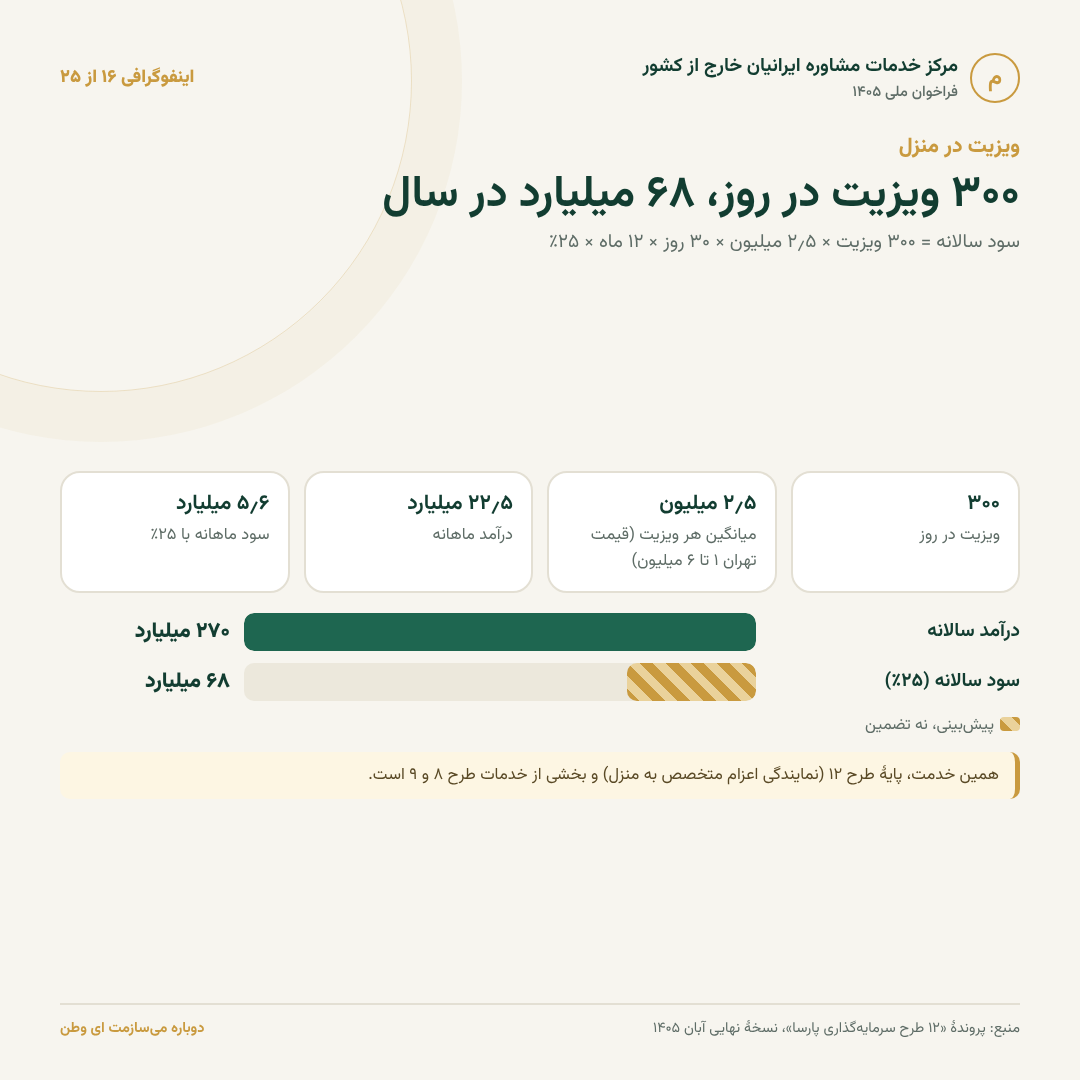 م
مرکز خدمات مشاوره ایرانیان خارج از کشور
فراخوان ملی ۱۴۰۵
اینفوگرافی ۱۶ از ۲۵
ویزیت در منزل
۳۰۰ ویزیت در روز، ۶۸ میلیارد در سال
سود سالانه = ۳۰۰ ویزیت × ۲٫۵ میلیون × ۳۰ روز × ۱۲ ماه × ۲۵٪
۳۰۰
ویزیت در روز
۲٫۵ میلیون
میانگین هر ویزیت (قیمت
تهران ۱ تا ۶ میلیون)
۲۲٫۵ میلیارد
درآمد ماهانه
۵٫۶ میلیارد
سود ماهانه با ۲۵٪
درآمد سالانه
۲۷۰ میلیارد
سود سالانه (۲۵٪)
۶۸ میلیارد
پیش‌بینی، نه تضمین
همین خدمت، پایهٔ طرح ۱۲ (نمایندگی اعزام متخصص به منزل) و بخشی از خدمات طرح ۸ و ۹ است.
منبع: پروندهٔ «۱۲ طرح سرمایه‌گذاری پارسا»، نسخهٔ نهایی آبان ۱۴۰۵
دوباره می‌سازمت ای وطن